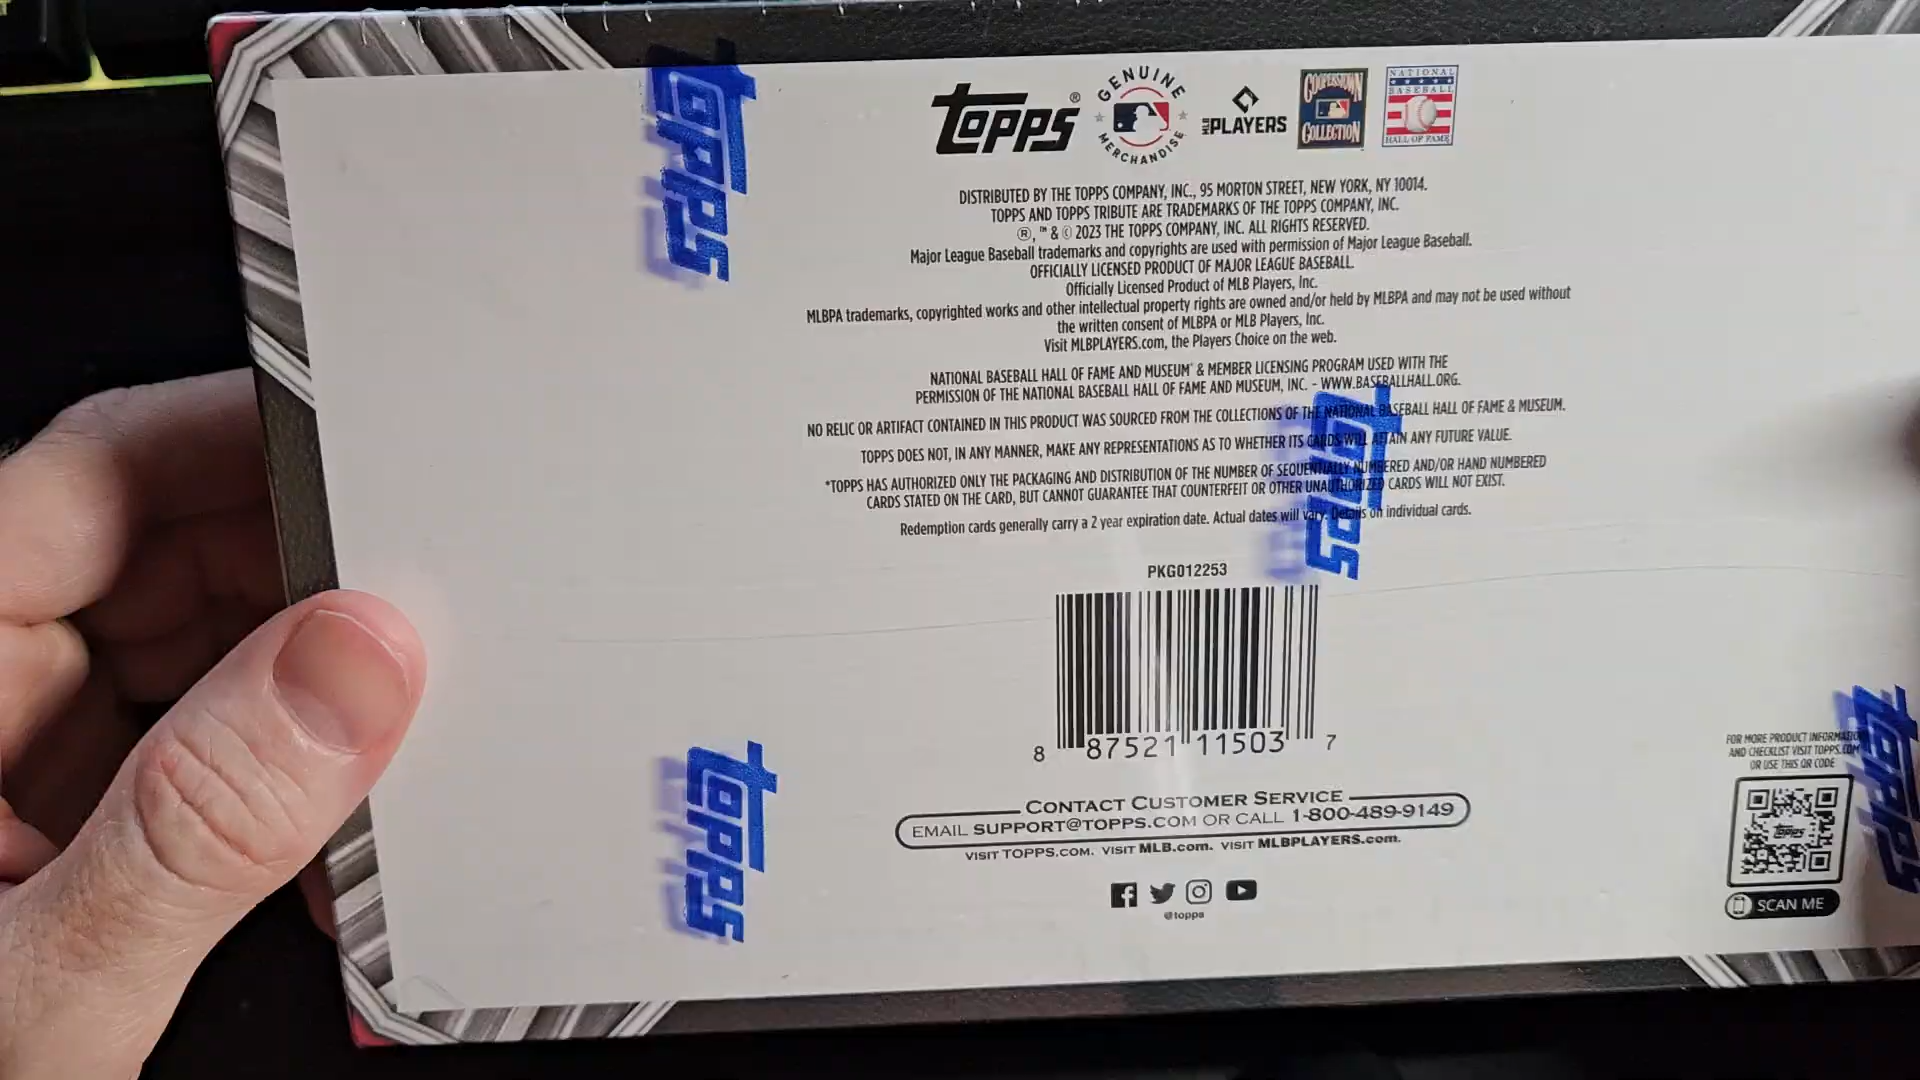 TOPPS®
GENUINE MERCHANDISE
MLB PLAYERS
COOPERSTOWN COLLECTION
NATIONAL BASEBALL HALL OF FAME
DISTRIBUTED BY THE TOPPS COMPANY, INC., 95 MORTON STREET, NEW YORK, NY 10014.
TOPPS AND TOPPS TRIBUTE ARE TRADEMARKS OF THE TOPPS COMPANY, INC.
®, ™ & © 2023 THE TOPPS COMPANY, INC. ALL RIGHTS RESERVED.
Major League Baseball trademarks and copyrights are used with permission of Major League Baseball.
OFFICIALLY LICENSED PRODUCT OF MAJOR LEAGUE BASEBALL.
Officially Licensed Product of MLB Players, Inc.
MLBPA trademarks, copyrighted works and other intellectual property rights are owned and/or held by MLBPA and may not be used without
the written consent of MLBPA or MLB Players, Inc.
Visit MLBPLAYERS.com, the Players Choice on the web.
NATIONAL BASEBALL HALL OF FAME AND MUSEUM® & MEMBER LICENSING PROGRAM USED WITH THE
PERMISSION OF THE NATIONAL BASEBALL HALL OF FAME AND MUSEUM, INC. - WWW.BASEBALLHALL.ORG.
NO RELIC OR ARTIFACT CONTAINED IN THIS PRODUCT WAS SOURCED FROM THE COLLECTIONS OF THE NATIONAL BASEBALL HALL OF FAME & MUSEUM.
TOPPS DOES NOT, IN ANY MANNER, MAKE ANY REPRESENTATIONS AS TO WHETHER ITS CARDS WILL ATTAIN ANY FUTURE VALUE.
*TOPPS HAS AUTHORIZED ONLY THE PACKAGING AND DISTRIBUTION OF THE NUMBER OF SEQUENTIALLY NUMBERED AND/OR HAND NUMBERED
CARDS STATED ON THE CARD, BUT CANNOT GUARANTEE THAT COUNTERFEIT OR OTHER UNAUTHORIZED CARDS WILL NOT EXIST.
Redemption cards generally carry a 2 year expiration date. Actual dates will vary. Details on individual cards.
PKG012253
8 87521 11503 7
CONTACT CUSTOMER SERVICE
EMAIL SUPPORT@TOPPS.COM OR CALL 1-800-489-9149
VISIT TOPPS.COM. VISIT MLB.com. VISIT MLBPLAYERS.com.
@topps
FOR MORE PRODUCT INFORMATION
AND CHECKLIST VISIT TOPPS.COM
OR USE THIS QR CODE
TOPPS
SCAN ME
TOPPS
TOPPS
TOPPS
TOPPS